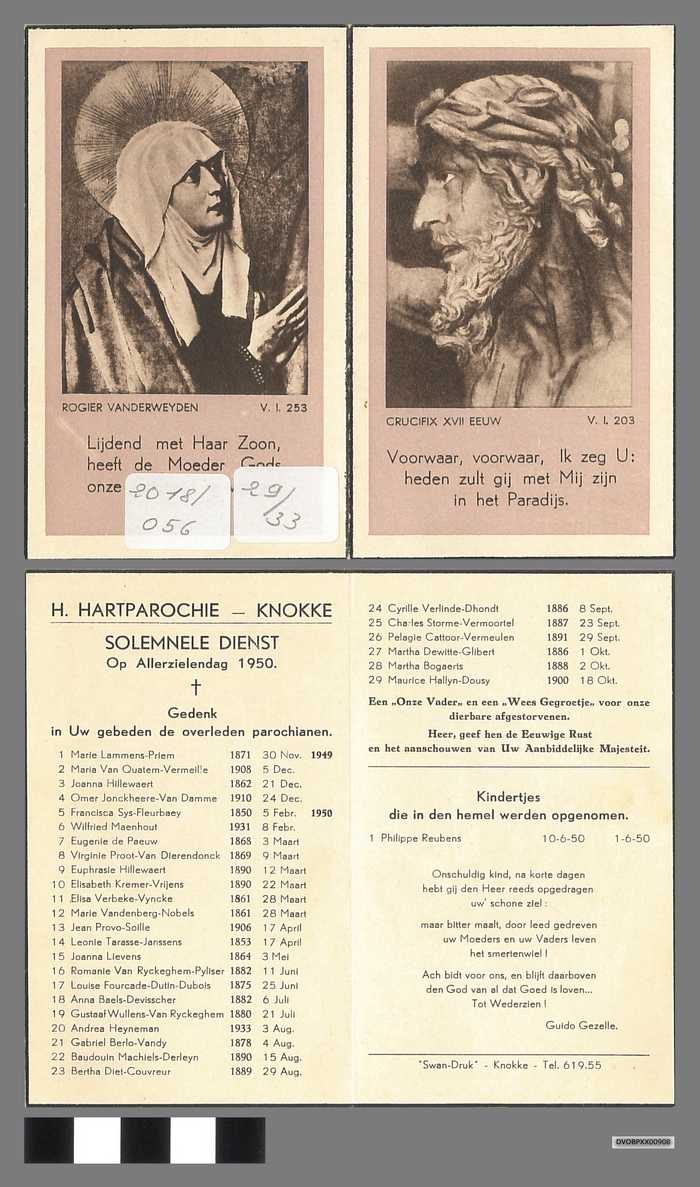 ROGIER VANDERWEYDEN V. I. 253
Lijdend met Haar Zoon,
heeft de Moeder Gods
onze
2018/
056
29/
33
CRUCIFIX XVII EEUW V. I. 203
Voorwaar, voorwaar, Ik zeg U:
heden zult gij met Mij zijn
in het Paradijs.
H. HARTPAROCHIE — KNOKKE
SOLEMNELE DIENST
Op Allerzielendag 1950.
†
Gedenk
in Uw gebeden de overleden parochianen.
1 Marie Lammens-Priem 1871 30 Nov. 1949
2 Maria Van Quatem-Vermeille 1908 5 Dec.
3 Joanna Hillewaert 1862 21 Dec.
4 Omer Jonckheere-Van Damme 1910 24 Dec.
5 Francisca Sys-Fleurbaey 1850 5 Febr. 1950
6 Wilfried Maenhout 1931 8 Febr.
7 Eugenie de Paeuw 1868 3 Maart
8 Virginie Proot-Van Dierendonck 1869 9 Maart
9 Euphrasie Hillewaert 1890 12 Maart
10 Elisabeth Kremer-Vrijens 1890 22 Maart
11 Elisa Verbeke-Vyncke 1861 28 Maart
12 Marie Vandenberg-Nobels 1861 28 Maart
13 Jean Provo-Soille 1906 17 April
14 Leonie Tarasse-Janssens 1853 17 April
15 Joanna Lievens 1864 3 Mei
16 Romanie Van Ryckeghem-Pyliser 1882 11 Juni
17 Louise Fourcade-Dutin-Dubois 1875 25 Juni
18 Anna Baels-Devisscher 1882 6 Juli
19 Gustaaf Wullens-Van Ryckeghem 1880 21 Juli
20 Andrea Heyneman 1933 3 Aug.
21 Gabriel Berlo-Vandy 1878 4 Aug.
22 Baudouin Machiels-Derleyn 1890 15 Aug.
23 Bertha Diet-Couvreur 1889 29 Aug.
24 Cyrille Verlinde-Dhondt 1886 8 Sept.
25 Charles Storme-Vermoortel 1887 23 Sept.
26 Pelagie Cattoor-Vermeulen 1891 29 Sept.
27 Martha Dewitte-Glibert 1886 1 Okt.
28 Martha Bogaerts 1888 2 Okt.
29 Maurice Hallyn-Dousy 1900 18 Okt.
Een „Onze Vader„ en een „Wees Gegroetje„ voor onze
dierbare afgestorvenen.
Heer, geef hen de Eeuwige Rust
en het aanschouwen van Uw Aanbiddelijke Majesteit.
Kindertjes
die in den hemel werden opgenomen.
1 Philippe Reubens 10-6-50 1-6-50
Onschuldig kind, na korte dagen
hebt gij den Heer reeds opgedragen
uw' schone ziel :
maar bitter maalt, door leed gedreven
uw Moeders en uw Vaders leven
het smertenwiel !
Ach bidt voor ons, en blijft daarboven
den God van al dat Goed is loven...
Tot Wederzien !
Guido Gezelle.
"Swan-Druk" - Knokke - Tel. 619.55
DVOBPXX00908